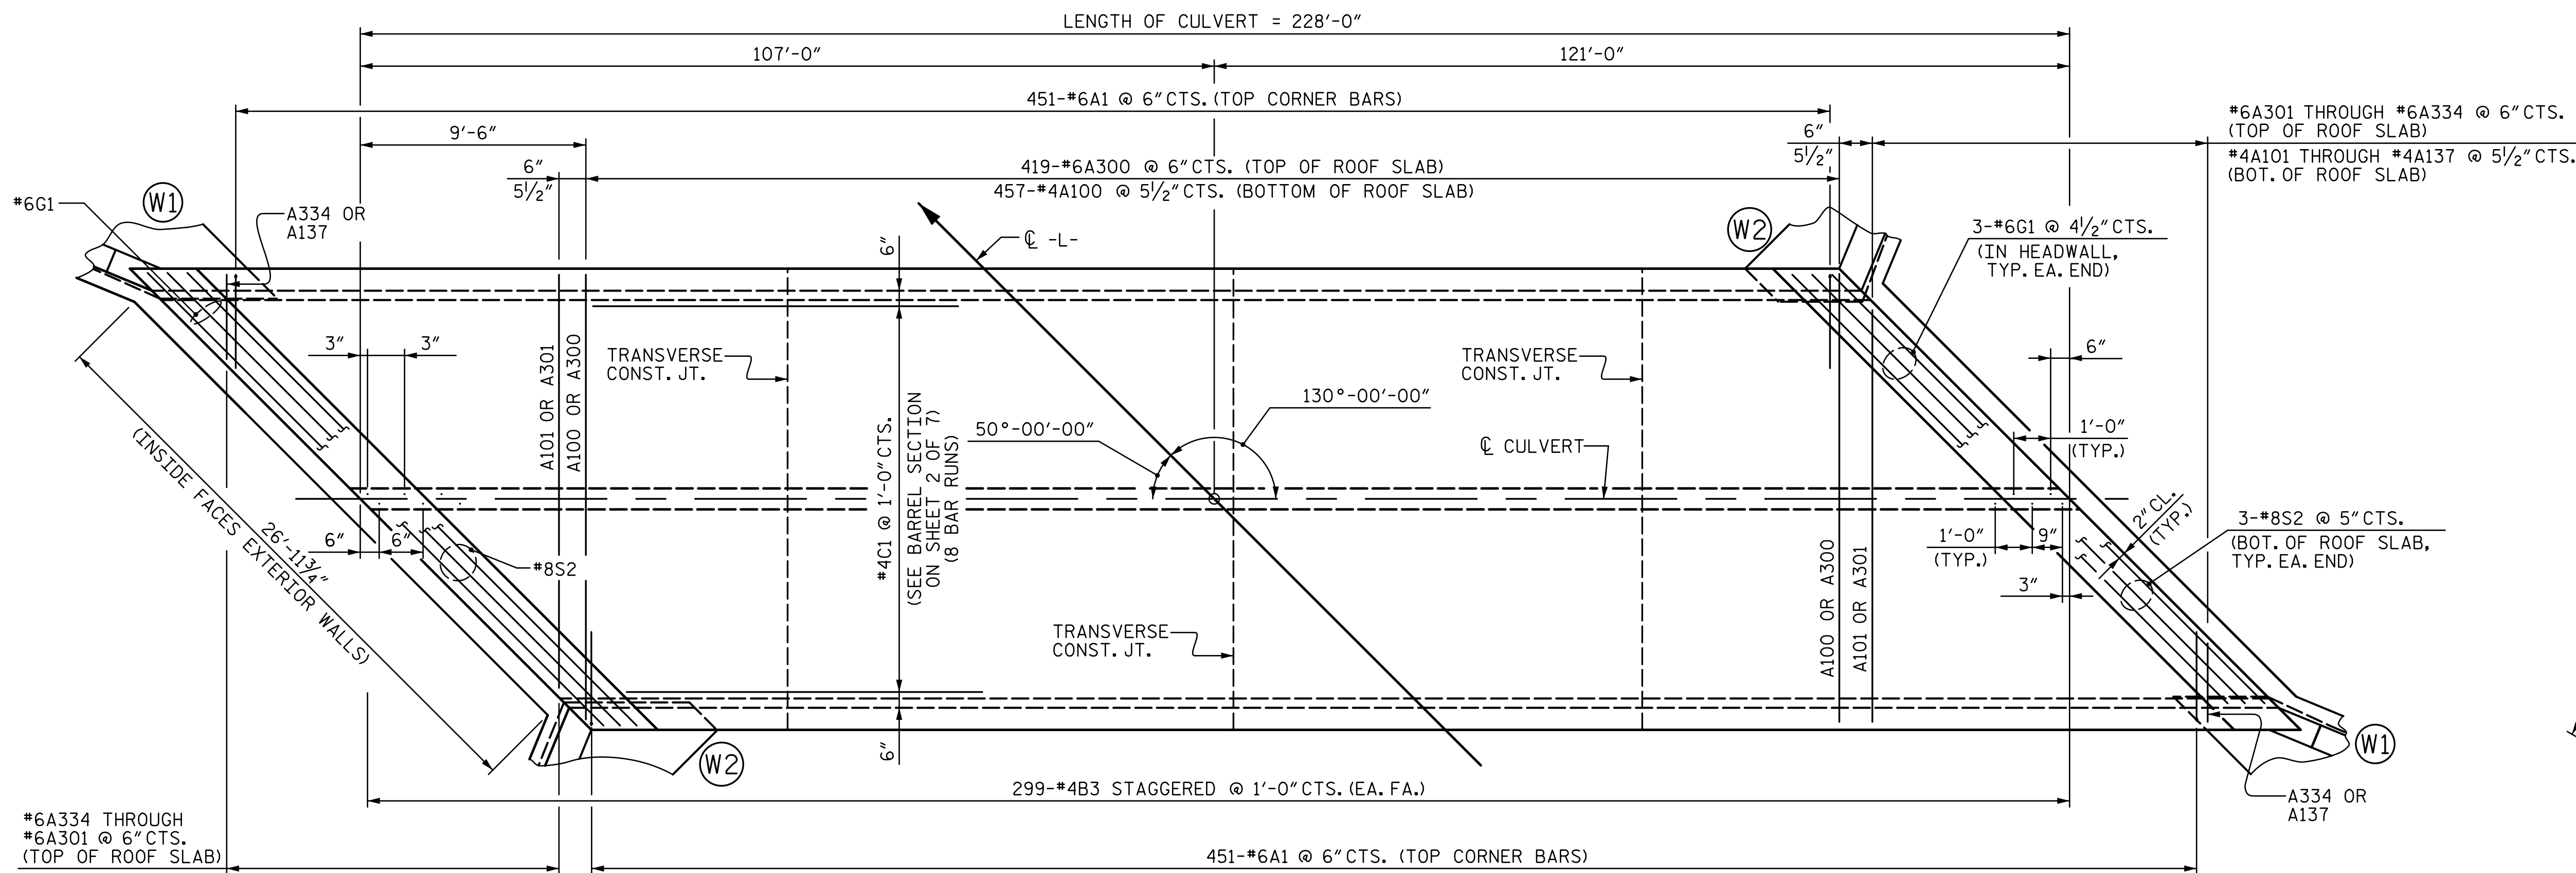 LENGTH OF CULVERT = 228'-0"
107'-0"
121'-0"
451-#6A1 @ 6" CTS. (TOP CORNER BARS)
#6A301 THROUGH #6A334 @ 6" CTS.
(TOP OF ROOF SLAB)
#4A101 THROUGH #4A137 @ 5½" CTS.
(BOT. OF ROOF SLAB)
9'-6"
6"
5½"
6"
5½"
419-#6A300 @ 6" CTS. (TOP OF ROOF SLAB)
457-#4A100 @ 5½" CTS. (BOTTOM OF ROOF SLAB)
#6G1
W1
A334 OR
A137
℄ -L-
6"
W2
3-#6G1 @ 4½" CTS.
(IN HEADWALL,
TYP. EA. END)
3"
3"
A101 OR A301
A100 OR A300
TRANSVERSE
CONST. JT.
TRANSVERSE
CONST. JT.
6"
130°-00'-00"
50°-00'-00"
℄ CULVERT
1'-0"
(TYP.)
#4C1 @ 1'-0" CTS.
(SEE BARREL SECTION
ON SHEET 2 OF 7)
(8 BAR RUNS)
26'-11¾"
(INSIDE FACES EXTERIOR WALLS)
6"
6"
#8S2
1'-0"
(TYP.)
9"
3"
2" CL.
(TYP.)
3-#8S2 @ 5" CTS.
(BOT. OF ROOF SLAB,
TYP. EA. END)
A100 OR A300
A101 OR A301
TRANSVERSE
CONST. JT.
6"
W2
W1
299-#4B3 STAGGERED @ 1'-0" CTS. (EA. FA.)
A334 OR
A137
#6A334 THROUGH
#6A301 @ 6" CTS.
(TOP OF ROOF SLAB)
451-#6A1 @ 6" CTS. (TOP CORNER BARS)